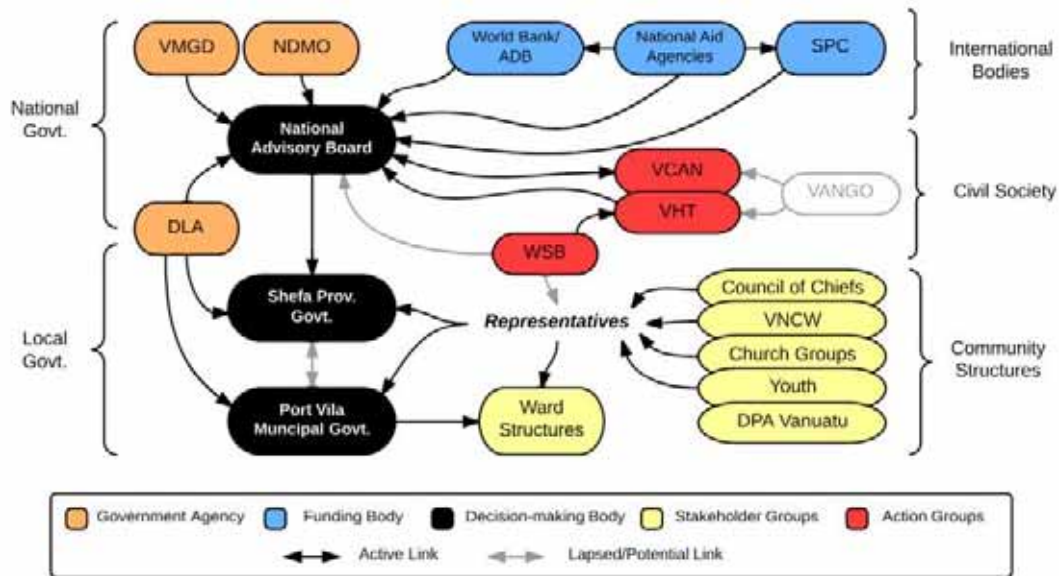 VMGD
NDMO
World Bank/
ADB
National Aid
Agencies
SPC
International
Bodies
National
Govt.
National
Advisory Board
VCAN
VHT
VANGO
Civil Society
DLA
WSB
Shefa Prov.
Govt.
Representatives
Council of Chiefs
VNCW
Church Groups
Youth
DPA Vanuatu
Community
Structures
Local
Govt.
Port Vila
Muncipal Govt.
Ward
Structures
Government Agency
Funding Body
Decision-making Body
Stakeholder Groups
Action Groups
Active Link
Lapsed/Potential Link